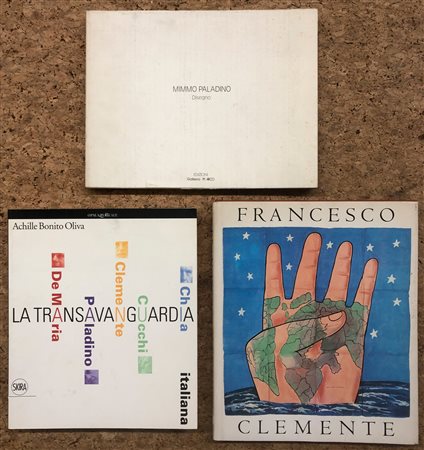 MIMMO PALADINO
Disegno
EDIZIONI
Achille Bonito Oliva
De Maria
Paladino
Clemente
Cucchi
Chia
italiana
LA TRANSAVANGUARDIA
SKIRA
FRANCESCO
CLEMENTE